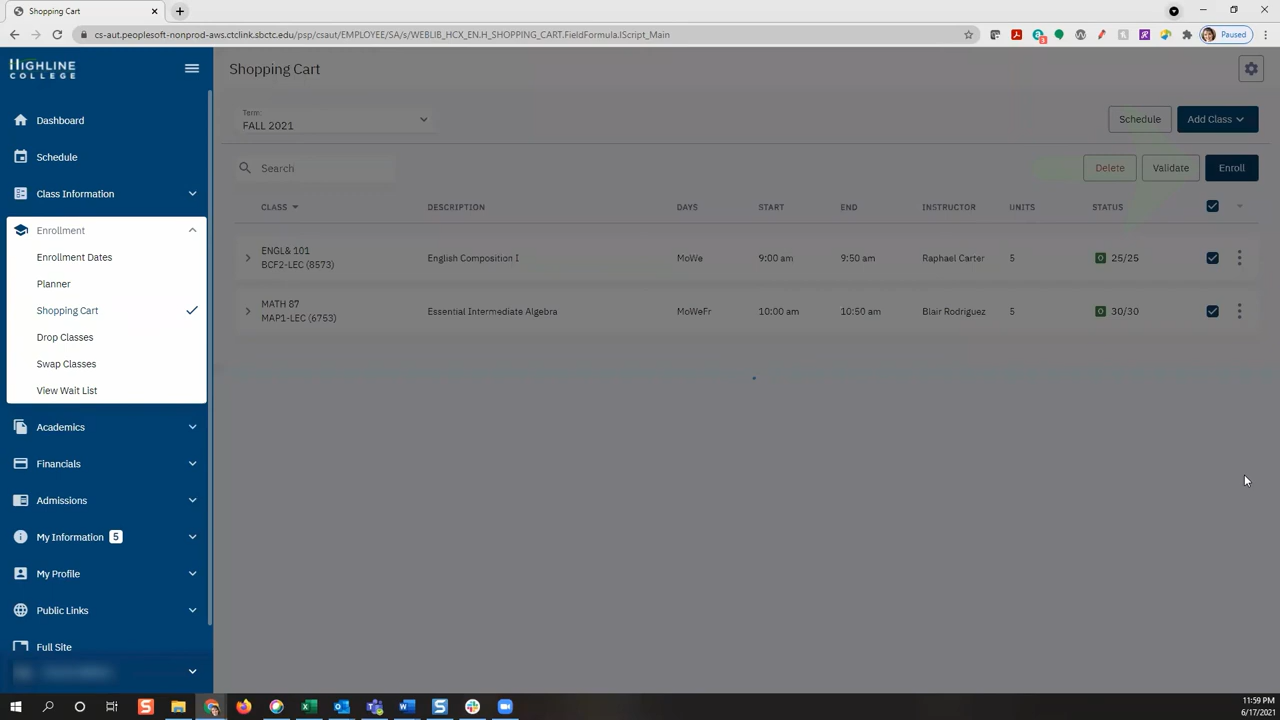 Shopping Cart
cs-aut.peoplesoft-nonprod-aws.ctclink.sbctc.edu/psp/csaut/EMPLOYEE/SA/s/WEBLIB_HCX_EN.H_SHOPPING_CART.FieldFormula.IScript_Main
Paused
HIGHLINE
COLLEGE
Dashboard
Schedule
Class Information
Enrollment
Enrollment Dates
Planner
Shopping Cart
Drop Classes
Swap Classes
View Wait List
Academics
Financials
Admissions
My Information 5
My Profile
Public Links
Full Site
Shopping Cart
Term:
FALL 2021
Schedule
Add Class
Search
Delete
Validate
Enroll
CLASS DESCRIPTION DAYS START END INSTRUCTOR UNITS STATUS
ENGL& 101
BCF2-LEC (8573)
English Composition I MoWe 9:00 am 9:50 am Raphael Carter 5 O 25/25
MATH 87
MAP1-LEC (6753)
Essential Intermediate Algebra MoWeFr 10:00 am 10:50 am Blair Rodriguez 5 O 30/30
11:59 PM
6/17/2021